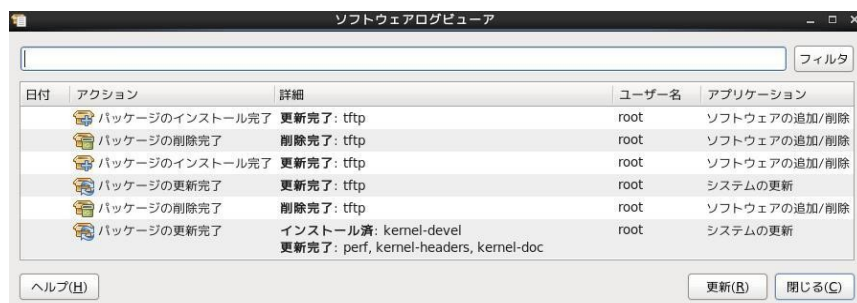 ソフトウェアログビューア
フィルタ
日付 アクション 詳細 ユーザー名 アプリケーション
パッケージのインストール完了 更新完了: tftp root ソフトウェアの追加/削除
パッケージの削除完了 削除完了: tftp root ソフトウェアの追加/削除
パッケージのインストール完了 更新完了: tftp root ソフトウェアの追加/削除
パッケージの更新完了 更新完了: tftp root システムの更新
パッケージの削除完了 削除完了: tftp root ソフトウェアの追加/削除
パッケージの更新完了 インストール済: kernel-devel root システムの更新
更新完了: perf, kernel-headers, kernel-doc
ヘルプ(H) 更新(R) 閉じる(C)